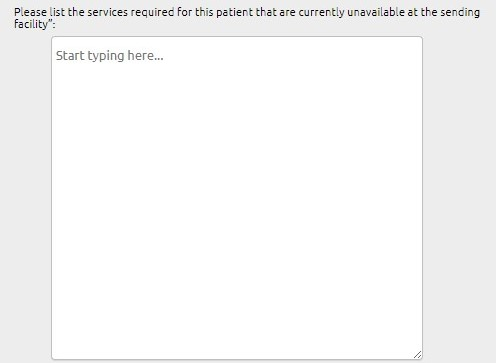 Please list the services required for this patient that are currently unavailable at the sending
facility":
Start typing here...